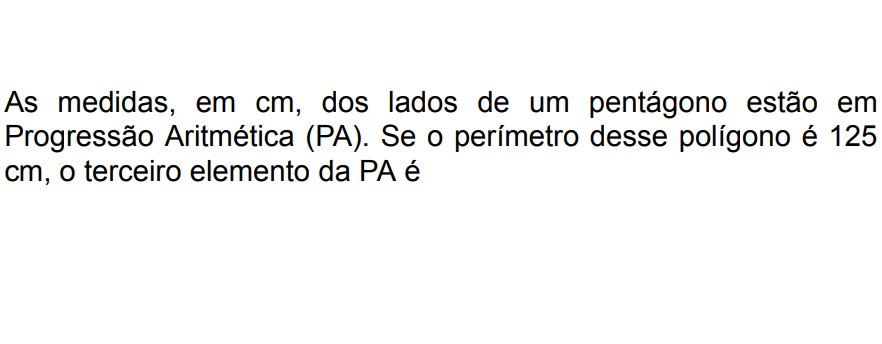 As medidas, em cm, dos lados de um pentágono estão em
Progressão Aritmética (PA). Se o perímetro desse polígono é 125
cm, o terceiro elemento da PA é